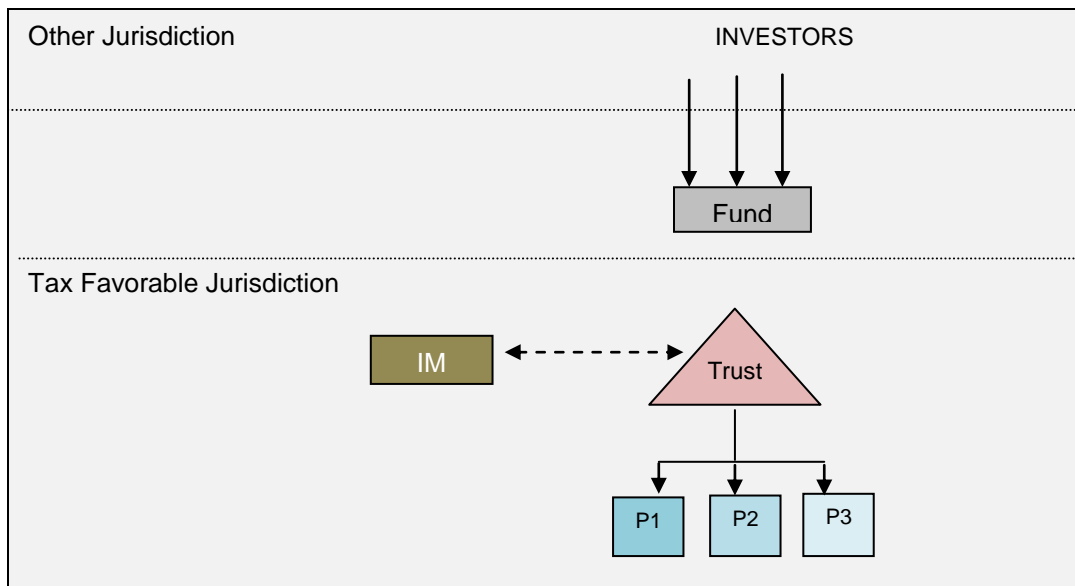 Other Jurisdiction
INVESTORS
Fund
Tax Favorable Jurisdiction
IM
Trust
P1
P2
P3